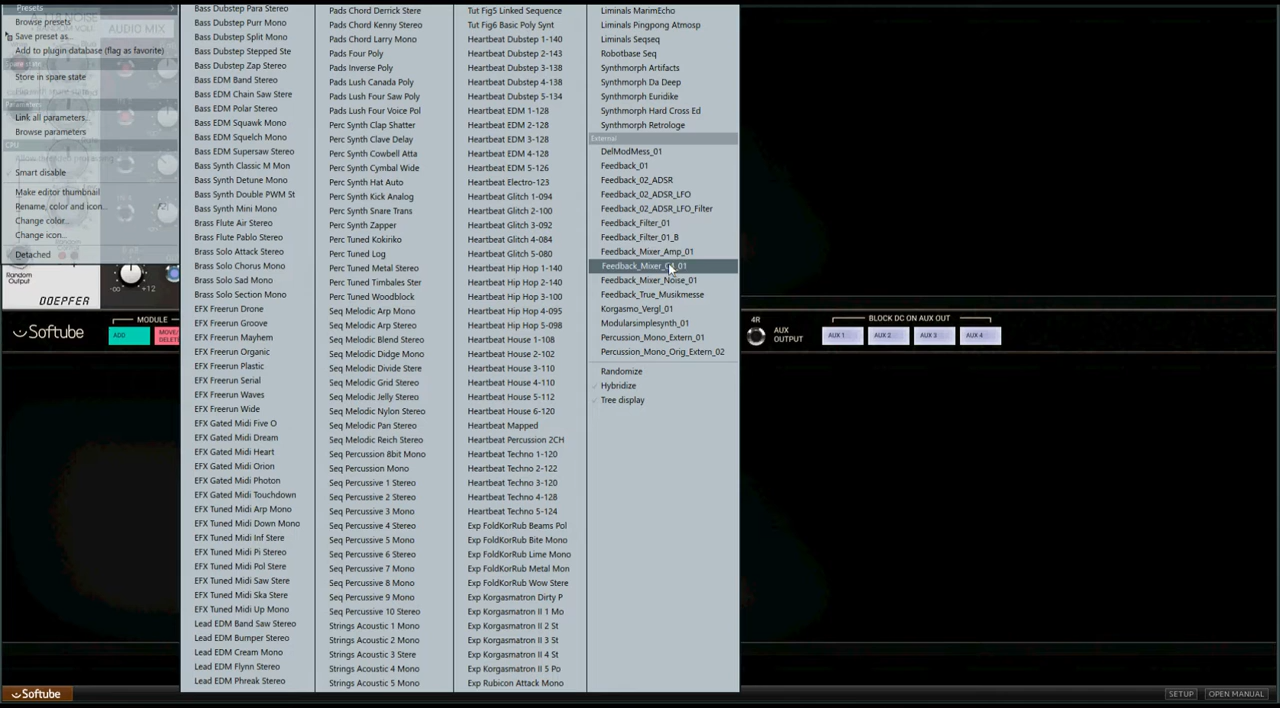 Presets
Browse presets
Save preset as...
Add to plugin database (flag as favorite)
Spare state
Store in spare state
Parameters
Link all parameters...
Browse parameters
CPU
Smart disable
Make editor thumbnail
Rename, color and icon...
Change color...
Change icon...
Detached
AUDIO MIX
Random
Output
-∞
+12
DOEPFER
Softube
MODULE
ADD
MOVE/
DELETE
Bass Dubstep Para Stereo
Bass Dubstep Purr Mono
Bass Dubstep Split Mono
Bass Dubstep Stepped Ste
Bass Dubstep Zap Stereo
Bass EDM Band Stereo
Bass EDM Chain Saw Stere
Bass EDM Polar Stereo
Bass EDM Squawk Mono
Bass EDM Squelch Mono
Bass EDM Supersaw Stereo
Bass Synth Classic M Mon
Bass Synth Detune Mono
Bass Synth Double PWM St
Bass Synth Mini Mono
Brass Flute Air Stereo
Brass Flute Pablo Stereo
Brass Solo Attack Stereo
Brass Solo Chorus Mono
Brass Solo Sad Mono
Brass Solo Section Mono
EFX Freerun Drone
EFX Freerun Groove
EFX Freerun Mayhem
EFX Freerun Organic
EFX Freerun Plastic
EFX Freerun Serial
EFX Freerun Waves
EFX Freerun Wide
EFX Gated Midi Five O
EFX Gated Midi Dream
EFX Gated Midi Heart
EFX Gated Midi Orion
EFX Gated Midi Photon
EFX Gated Midi Touchdown
EFX Tuned Midi Arp Mono
EFX Tuned Midi Down Mono
EFX Tuned Midi Inf Stere
EFX Tuned Midi Pi Stereo
EFX Tuned Midi Pol Stere
EFX Tuned Midi Saw Stere
EFX Tuned Midi Ska Stere
EFX Tuned Midi Up Mono
Lead EDM Band Saw Stereo
Lead EDM Bumper Stereo
Lead EDM Cream Mono
Lead EDM Flynn Stereo
Lead EDM Phreak Stereo
Pads Chord Derrick Stere
Pads Chord Kenny Stereo
Pads Chord Larry Mono
Pads Four Poly
Pads Inverse Poly
Pads Lush Canada Poly
Pads Lush Four Saw Poly
Pads Lush Four Voice Pol
Perc Synth Clap Shatter
Perc Synth Clave Delay
Perc Synth Cowbell Atta
Perc Synth Cymbal Wide
Perc Synth Hat Auto
Perc Synth Kick Analog
Perc Synth Snare Trans
Perc Synth Zapper
Perc Tuned Kokiriko
Perc Tuned Log
Perc Tuned Metal Stereo
Perc Tuned Timbales Ster
Perc Tuned Woodblock
Seq Melodic Arp Mono
Seq Melodic Arp Stereo
Seq Melodic Blend Stereo
Seq Melodic Didge Mono
Seq Melodic Divide Stere
Seq Melodic Grid Stereo
Seq Melodic Jelly Stereo
Seq Melodic Nylon Stereo
Seq Melodic Pan Stereo
Seq Melodic Reich Stereo
Seq Percussion 8bit Mono
Seq Percussion Mono
Seq Percussive 1 Stereo
Seq Percussive 2 Stereo
Seq Percussive 3 Mono
Seq Percussive 4 Stereo
Seq Percussive 5 Mono
Seq Percussive 6 Stereo
Seq Percussive 7 Mono
Seq Percussive 8 Mono
Seq Percussive 9 Mono
Seq Percussive 10 Stereo
Strings Acoustic 1 Mono
Strings Acoustic 2 Mono
Strings Acoustic 3 Stere
Strings Acoustic 4 Mono
Strings Acoustic 5 Mono
Tut Fig5 Linked Sequence
Tut Fig6 Basic Poly Synt
Heartbeat Dubstep 1-140
Heartbeat Dubstep 2-143
Heartbeat Dubstep 3-138
Heartbeat Dubstep 4-138
Heartbeat Dubstep 5-134
Heartbeat EDM 1-128
Heartbeat EDM 2-128
Heartbeat EDM 3-128
Heartbeat EDM 4-128
Heartbeat EDM 5-126
Heartbeat Electro-123
Heartbeat Glitch 1-094
Heartbeat Glitch 2-100
Heartbeat Glitch 3-092
Heartbeat Glitch 4-084
Heartbeat Glitch 5-080
Heartbeat Hip Hop 1-140
Heartbeat Hip Hop 2-140
Heartbeat Hip Hop 3-100
Heartbeat Hip Hop 4-095
Heartbeat Hip Hop 5-098
Heartbeat House 1-108
Heartbeat House 2-102
Heartbeat House 3-110
Heartbeat House 4-110
Heartbeat House 5-112
Heartbeat House 6-120
Heartbeat Mapped
Heartbeat Percussion 2CH
Heartbeat Techno 1-120
Heartbeat Techno 2-122
Heartbeat Techno 3-120
Heartbeat Techno 4-128
Heartbeat Techno 5-124
Exp FoldKorRub Beams Pol
Exp FoldKorRub Bite Mono
Exp FoldKorRub Lime Mono
Exp FoldKorRub Metal Mon
Exp FoldKorRub Wow Stere
Exp Korgasmatron Dirty P
Exp Korgasmatron II 1 Mo
Exp Korgasmatron II 2 St
Exp Korgasmatron II 3 St
Exp Korgasmatron II 4 St
Exp Korgasmatron II 5 Po
Exp Rubicon Attack Mono
Liminals MarimEcho
Liminals Pingpong Atmosp
Liminals Seqseq
Robotbase Seq
Synthmorph Artifacts
Synthmorph Da Deep
Synthmorph Euridike
Synthmorph Hard Cross Ed
Synthmorph Retrologe
External
DelModMess_01
Feedback_01
Feedback_02_ADSR
Feedback_02_ADSR_LFO
Feedback_02_ADSR_LFO_Filter
Feedback_Filter_01
Feedback_Filter_01_B
Feedback_Mixer_Amp_01
Feedback_Mixer_Noise_01
Feedback_True_Musikmesse
Korgasmo_Vergl_01
Modularsimplesynth_01
Percussion_Mono_Extern_01
Percussion_Mono_Orig_Extern_02
Randomize
Hybridize
Tree display
4R
AUX
OUTPUT
BLOCK DC ON AUX OUT
AUX 1
AUX 2
AUX 3
AUX 4
Softube
SETUP
OPEN MANUAL